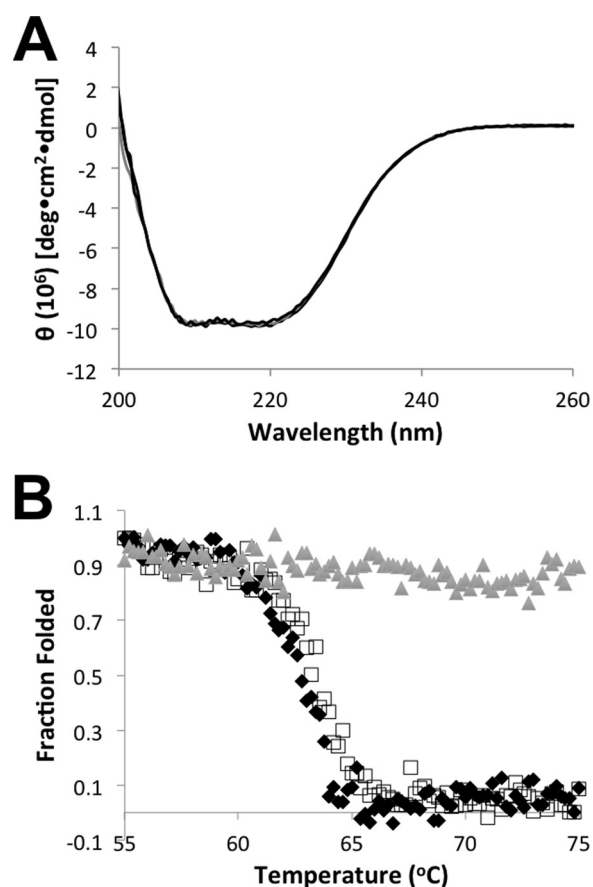 A
4
2
0
-2
-4
-6
-8
-10
-12
θ (10⁶) [deg•cm²•dmol]
200 220 240 260
Wavelength (nm)
B
1.1
0.9
0.7
0.5
0.3
0.1
-0.1
Fraction Folded
55 60 65 70 75
Temperature (ºC)